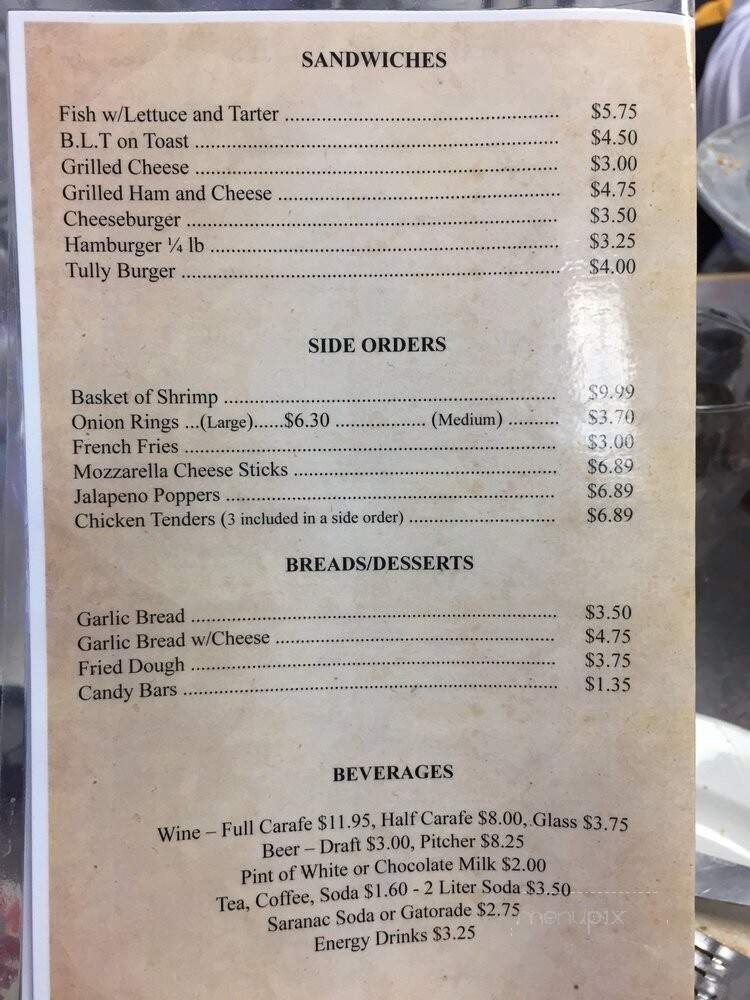 SANDWICHES
Fish w/Lettuce and Tarter ........................................................ $5.75
B.L.T on Toast .......................................................................... $4.50
Grilled Cheese .......................................................................... $3.00
Grilled Ham and Cheese .......................................................... $4.75
Cheeseburger ........................................................................... $3.50
Hamburger ¼ lb ....................................................................... $3.25
Tully Burger ............................................................................. $4.00
SIDE ORDERS
Basket of Shrimp .................................................................... $9.99
Onion Rings ...(Large)......$6.30 .................. (Medium) .......... $3.70
French Fries ............................................................................ $3.00
Mozzarella Cheese Sticks ...................................................... $6.89
Jalapeno Poppers .................................................................... $6.89
Chicken Tenders (3 included in a side order) ............................. $6.89
BREADS/DESSERTS
Garlic Bread ........................................................................... $3.50
Garlic Bread w/Cheese .......................................................... $4.75
Fried Dough ........................................................................... $3.75
Candy Bars ............................................................................. $1.35
BEVERAGES
Wine – Full Carafe $11.95, Half Carafe $8.00, Glass $3.75
Beer – Draft $3.00, Pitcher $8.25
Pint of White or Chocolate Milk $2.00
Tea, Coffee, Soda $1.60 - 2 Liter Soda $3.50
Saranac Soda or Gatorade $2.75
Energy Drinks $3.25
menupix